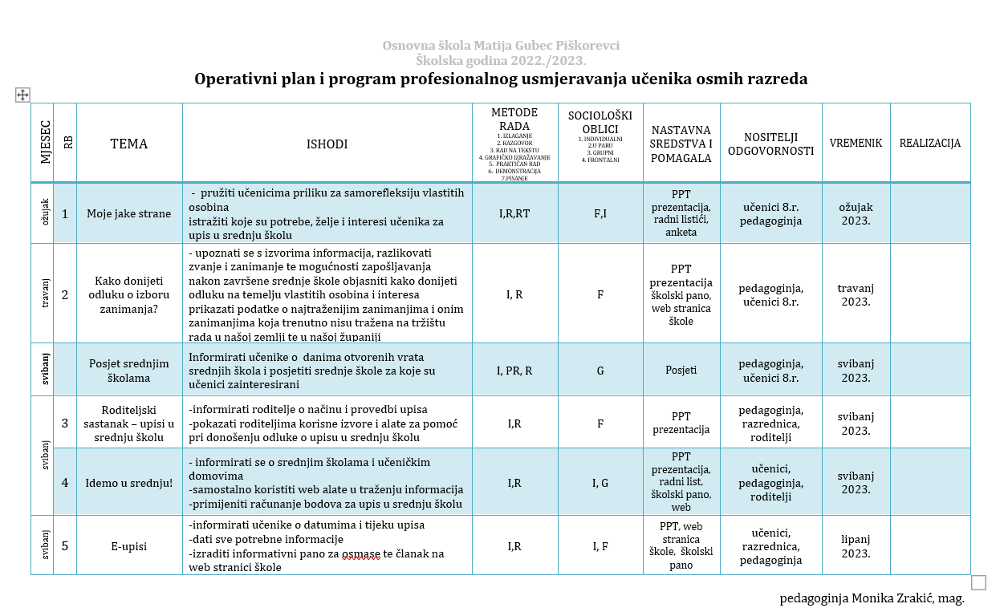 Osnovna škola Matija Gubec Piškorevci
Školska godina 2022./2023.
Operativni plan i program profesionalnog usmjeravanja učenika osmih razreda
MJESEC
RB
TEMA
ISHODI
METODE
RADA
1. IZLAGANJE
2. RAZGOVOR
3. RAD NA TEKSTU
4. GRAFIČKO IZRAŽAVANJE
5. PRAKTIČAN RAD
6. DEMONSTRACIJA
7.PISANJE
SOCIOLOŠKI
OBLICI
1. INDIVIDUALNI
2.U PARU
3. GRUPNI
4. FRONTALNI
NASTAVNA
SREDSTVA I
POMAGALA
NOSITELJI
ODGOVORNOSTI
VREMENIK
REALIZACIJA
ožujak
1
Moje jake strane
- pružiti učenicima priliku za samorefleksiju vlastitih
osobina
istražiti koje su potrebe, želje i interesi učenika za
upis u srednju školu
I,R,RT
F,I
PPT
prezentacija,
radni listići,
anketa
učenici 8.r.
pedagoginja
ožujak
2023.
travanj
2
Kako donijeti
odluku o izboru
zanimanja?
- upoznati se s izvorima informacija, razlikovati
zvanje i zanimanje te mogućnosti zapošljavanja
nakon završene srednje škole objasniti kako donijeti
odluku na temelju vlastitih osobina i interesa
prikazati podatke o najtraženijim zanimanjima i onim
zanimanjima koja trenutno nisu tražena na tržištu
rada u našoj zemlji te u našoj županiji
I, R
F
PPT
prezentacija
školski pano,
web stranica
škole
pedagoginja,
učenici 8.r.
travanj
2023.
svibanj
Posjet srednjim
školama
Informirati učenike o danima otvorenih vrata
srednjih škola i posjetiti srednje škole za koje su
učenici zainteresirani
I, PR, R
G
Posjeti
pedagoginja,
učenici 8.r.
svibanj
2023.
svibanj
3
Roditeljski
sastanak – upisi u
srednju školu
-informirati roditelje o načinu i provedbi upisa
-pokazati roditeljima korisne izvore i alate za pomoć
pri donošenju odluke o upisu u srednju školu
I,R
F
PPT
prezentacija
pedagoginja,
razrednica,
roditelji
svibanj
2023.
4
Idemo u srednju!
- informirati se o srednjim školama i učeničkim
domovima
-samostalno koristiti web alate u traženju informacija
-primijeniti računanje bodova za upis u srednju školu
I,R
I, G
PPT
prezentacija,
radni list,
školski pano,
web
učenici,
pedagoginja,
roditelji
svibanj
2023.
svibanj
5
E-upisi
-informirati učenike o datumima i tijeku upisa
-dati sve potrebne informacije
-izraditi informativni pano za osmase te članak na
web stranici škole
I,R
I, F
PPT, web
stranica
škole, školski
pano
učenici,
razrednica,
pedagoginja
lipanj
2023.
pedagoginja Monika Zrakić, mag.